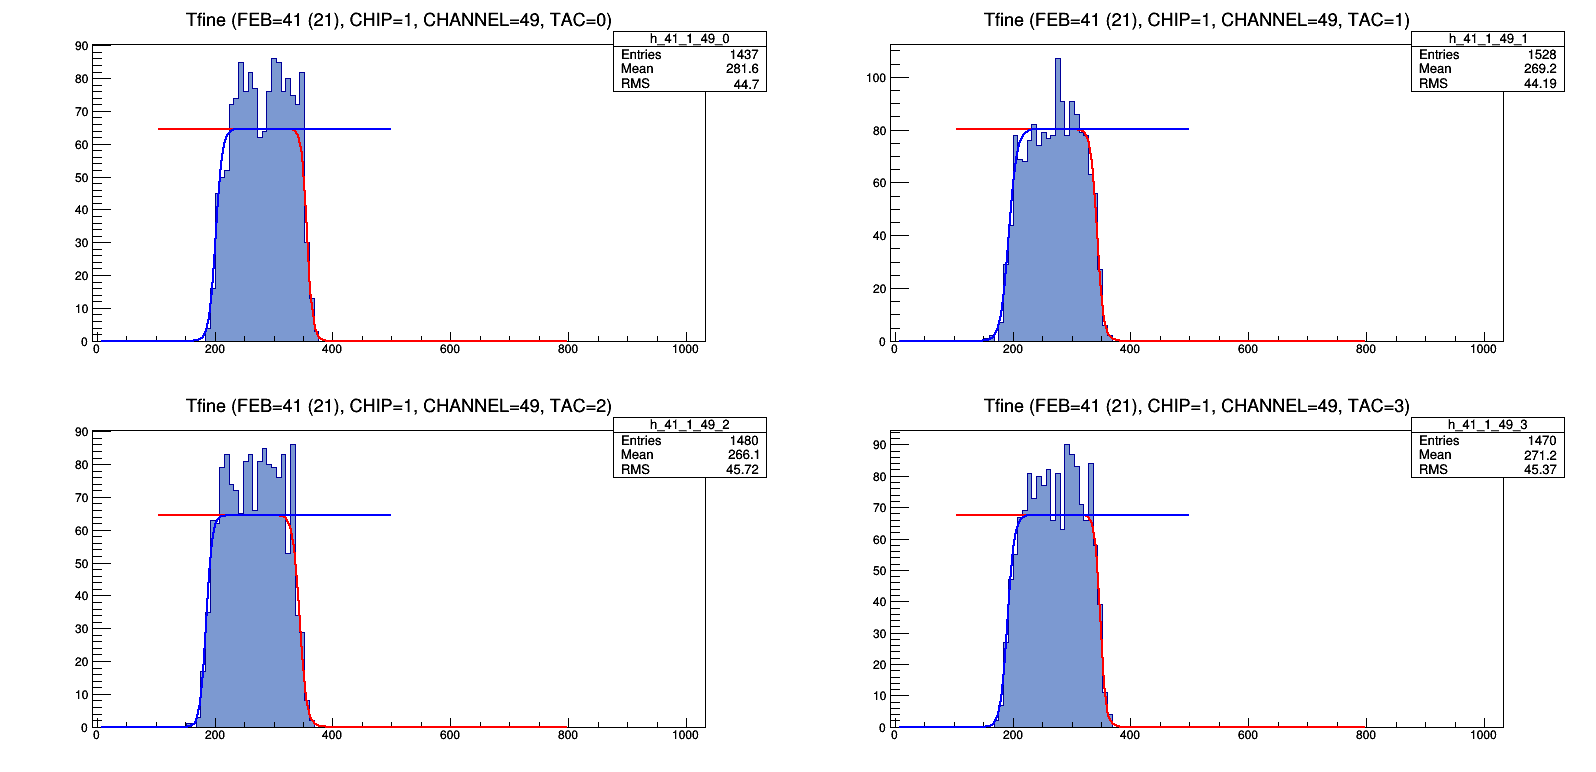 Tfine (FEB=41 (21), CHIP=1, CHANNEL=49, TAC=0)
h_41_1_49_0
Entries 1437
Mean 281.6
RMS 44.7
90
80
70
60
50
40
30
20
10
0
0 200 400 600 800 1000
Tfine (FEB=41 (21), CHIP=1, CHANNEL=49, TAC=1)
h_41_1_49_1
Entries 1528
Mean 269.2
RMS 44.19
100
80
60
40
20
0
0 200 400 600 800 1000
Tfine (FEB=41 (21), CHIP=1, CHANNEL=49, TAC=2)
h_41_1_49_2
Entries 1480
Mean 266.1
RMS 45.72
90
80
70
60
50
40
30
20
10
0
0 200 400 600 800 1000
Tfine (FEB=41 (21), CHIP=1, CHANNEL=49, TAC=3)
h_41_1_49_3
Entries 1470
Mean 271.2
RMS 45.37
90
80
70
60
50
40
30
20
10
0
0 200 400 600 800 1000